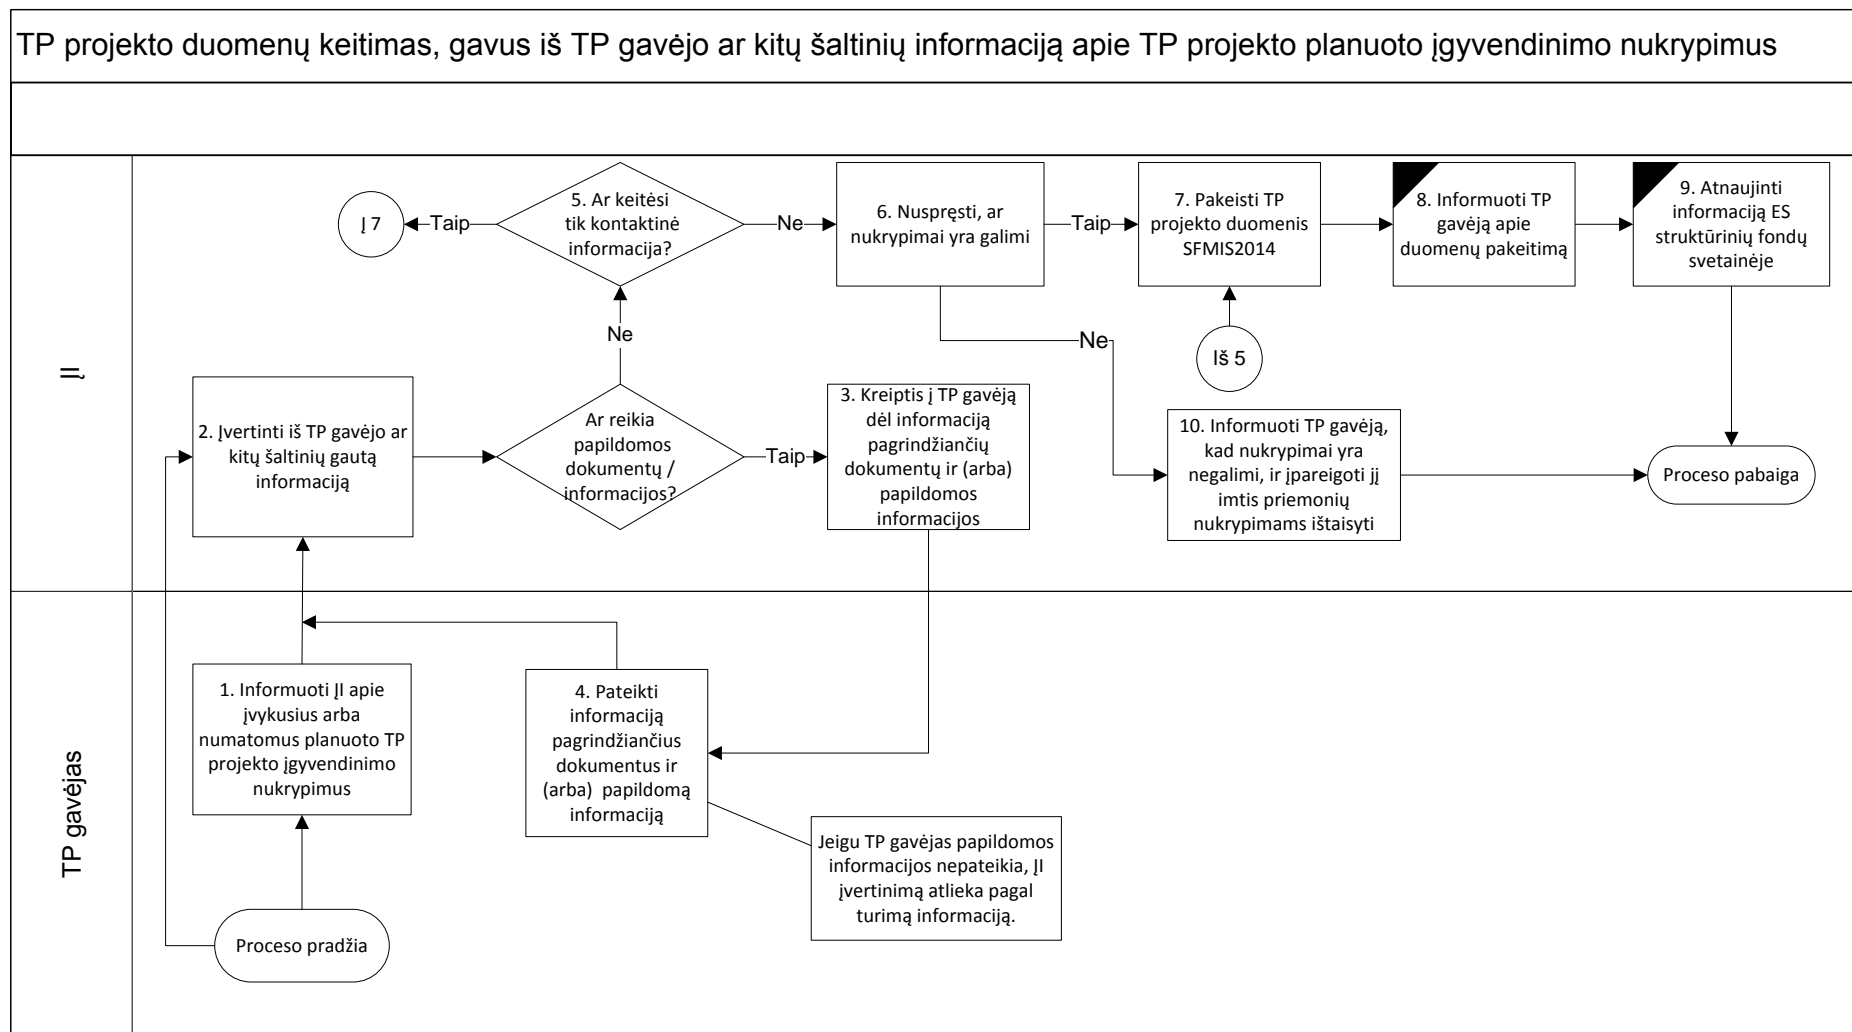 TP projekto duomenų keitimas, gavus iš TP gavėjo ar kitų šaltinių informaciją apie TP projekto planuoto įgyvendinimo nukrypimus
ĮĮ
Į 7
Taip
5. Ar keitėsi
tik kontaktinė
informacija?
Ne
6. Nuspręsti, ar
nukrypimai yra galimi
Taip
7. Pakeisti TP
projekto duomenis
SFMIS2014
8. Informuoti TP
gavėją apie
duomenų pakeitimą
9. Atnaujinti
informaciją ES
struktūrinių fondų
svetainėje
Ne
Ne
Iš 5
2. Įvertinti iš TP gavėjo ar
kitų šaltinių gautą
informaciją
Ar reikia
papildomos
dokumentų /
informacijos?
Taip
3. Kreiptis į TP gavėją
dėl informaciją
pagrindžiančių
dokumentų ir (arba)
papildomos
informacijos
10. Informuoti TP gavėją,
kad nukrypimai yra
negalimi, ir įpareigoti jį
imtis priemonių
nukrypimams ištaisyti
Proceso pabaiga
TP gavėjas
1. Informuoti ĮI apie
įvykusius arba
numatomus planuoto TP
projekto įgyvendinimo
nukrypimus
4. Pateikti
informaciją
pagrindžiančius
dokumentus ir
(arba) papildomą
informaciją
Jeigu TP gavėjas papildomos
informacijos nepateikia, ĮI
įvertinimą atlieka pagal
turimą informaciją.
Proceso pradžia